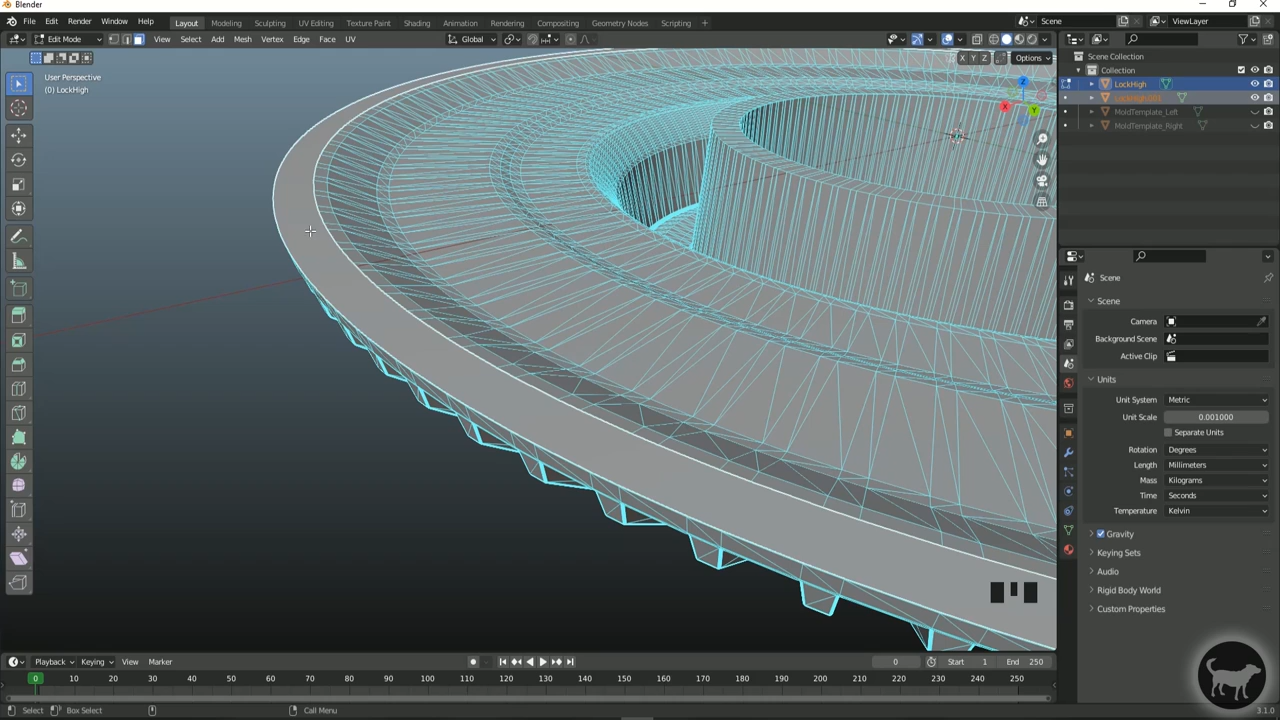 Blender
File Edit Render Window Help
Layout Modeling Sculpting UV Editing Texture Paint Shading Animation Rendering Compositing Geometry Nodes Scripting +
Scene
ViewLayer
Edit Mode
View Select Add Mesh Vertex Edge Face UV
Global
X Y Z Options
User Perspective
(0) LockHigh
X Y Z
Scene Collection
Collection
LockHigh
LockHigh.001
MoldTemplate_Left
MoldTemplate_Right
Scene
Scene
Camera
Background Scene
Active Clip
Units
Unit System Metric
Unit Scale 0.001000
Separate Units
Rotation Degrees
Length Millimeters
Mass Kilograms
Time Seconds
Temperature Kelvin
Gravity
Keying Sets
Audio
Rigid Body World
Custom Properties
Playback Keying View Marker
0 Start 1 End 250
0 10 20 30 40 50 60 70 80 90 100 110 120 130 140 150 160 170 180 190 200 210 220 230 240 250
Select Box Select Call Menu
3.1.0